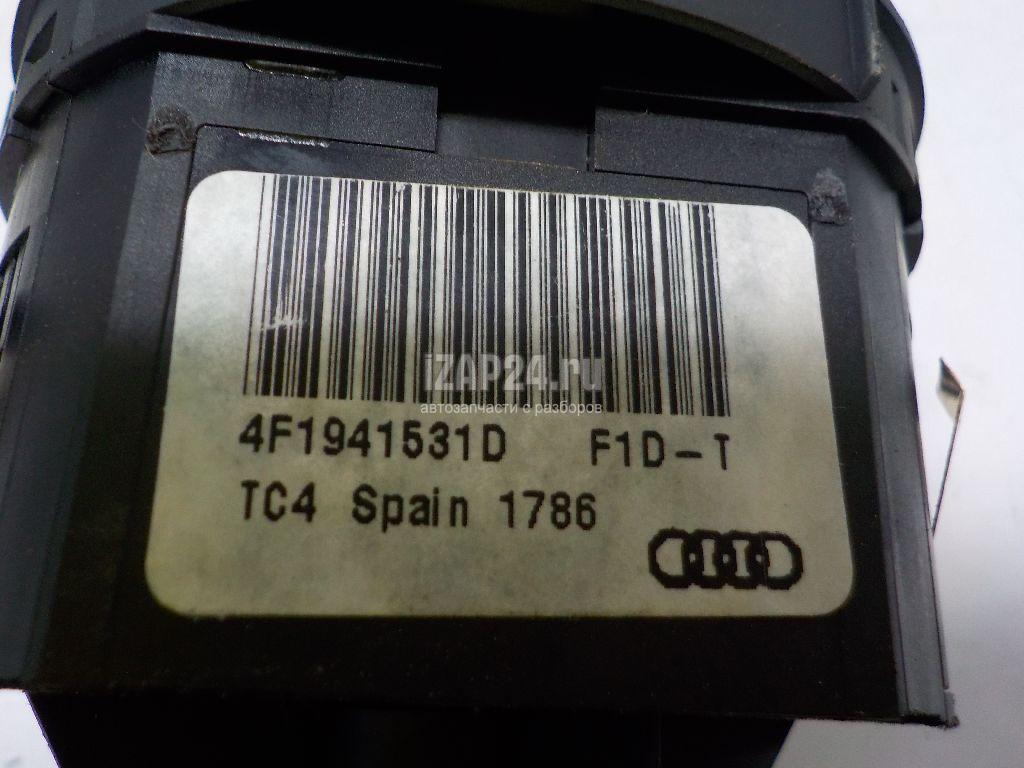 iZAP24.ru
автозапчасти с разборов
4F1941531D F1D-T
TC4 Spain 1786